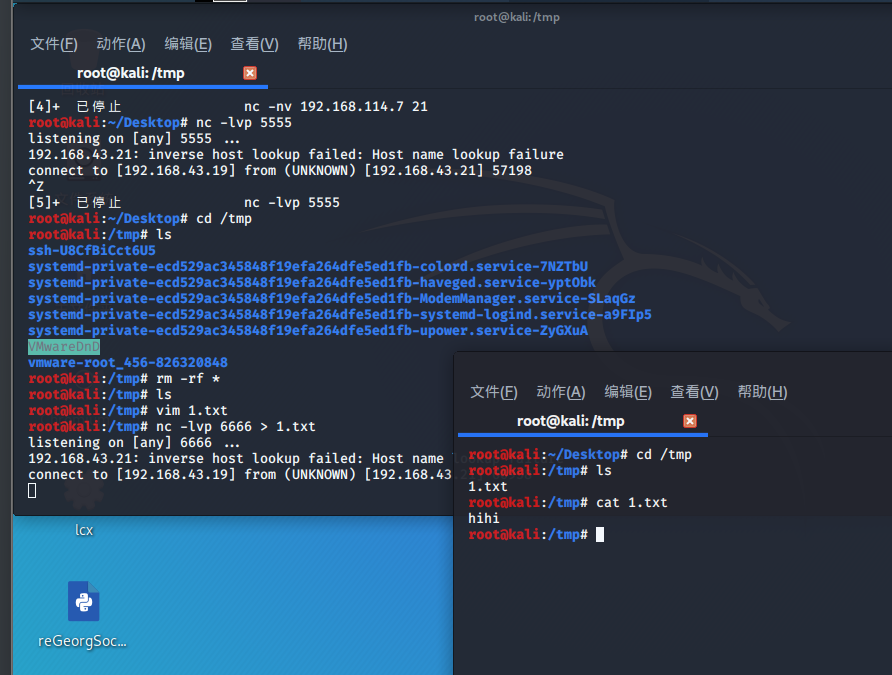 root@kali:/tmp
文件(F) 动作(A) 编辑(E) 查看(V) 帮助(H)
root@kali: /tmp
[4]+ 已停止 nc -nv 192.168.114.7 21
root@kali:~/Desktop# nc -lvp 5555
listening on [any] 5555 ...
192.168.43.21: inverse host lookup failed: Host name lookup failure
connect to [192.168.43.19] from (UNKNOWN) [192.168.43.21] 57198
^Z
[5]+ 已停止 nc -lvp 5555
root@kali:~/Desktop# cd /tmp
root@kali:/tmp# ls
ssh-U8CfBiCct6U5
systemd-private-ecd529ac345848f19efa264dfe5ed1fb-colord.service-7NZTbU
systemd-private-ecd529ac345848f19efa264dfe5ed1fb-haveged.service-yptObk
systemd-private-ecd529ac345848f19efa264dfe5ed1fb-ModemManager.service-SLaqGz
systemd-private-ecd529ac345848f19efa264dfe5ed1fb-systemd-logind.service-a9FIp5
systemd-private-ecd529ac345848f19efa264dfe5ed1fb-upower.service-ZyGXuA
VMwareDnD
vmware-root_456-826320848
root@kali:/tmp# rm -rf *
root@kali:/tmp# ls
root@kali:/tmp# vim 1.txt
root@kali:/tmp# nc -lvp 6666 > 1.txt
listening on [any] 6666 ...
192.168.43.21: inverse host lookup failed: Host name
connect to [192.168.43.19] from (UNKNOWN) [192.168.43
文件(F) 动作(A) 编辑(E) 查看(V) 帮助(H)
root@kali: /tmp
root@kali:~/Desktop# cd /tmp
root@kali:/tmp# ls
1.txt
root@kali:/tmp# cat 1.txt
hihi
root@kali:/tmp#
lcx
reGeorgSoc...